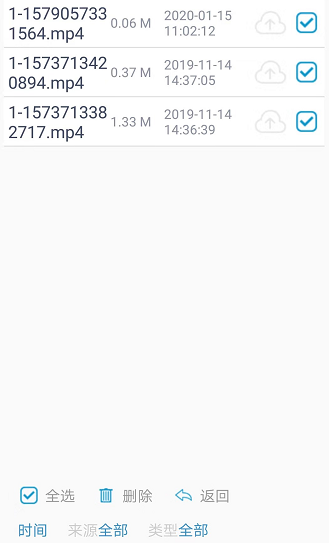 1-157905733
1564.mp4
0.06 M
2020-01-15
11:02:12
1-157371342
0894.mp4
0.37 M
2019-11-14
14:37:05
1-157371338
2717.mp4
1.33 M
2019-11-14
14:36:39
全选 删除 返回
时间 来源全部 类型全部